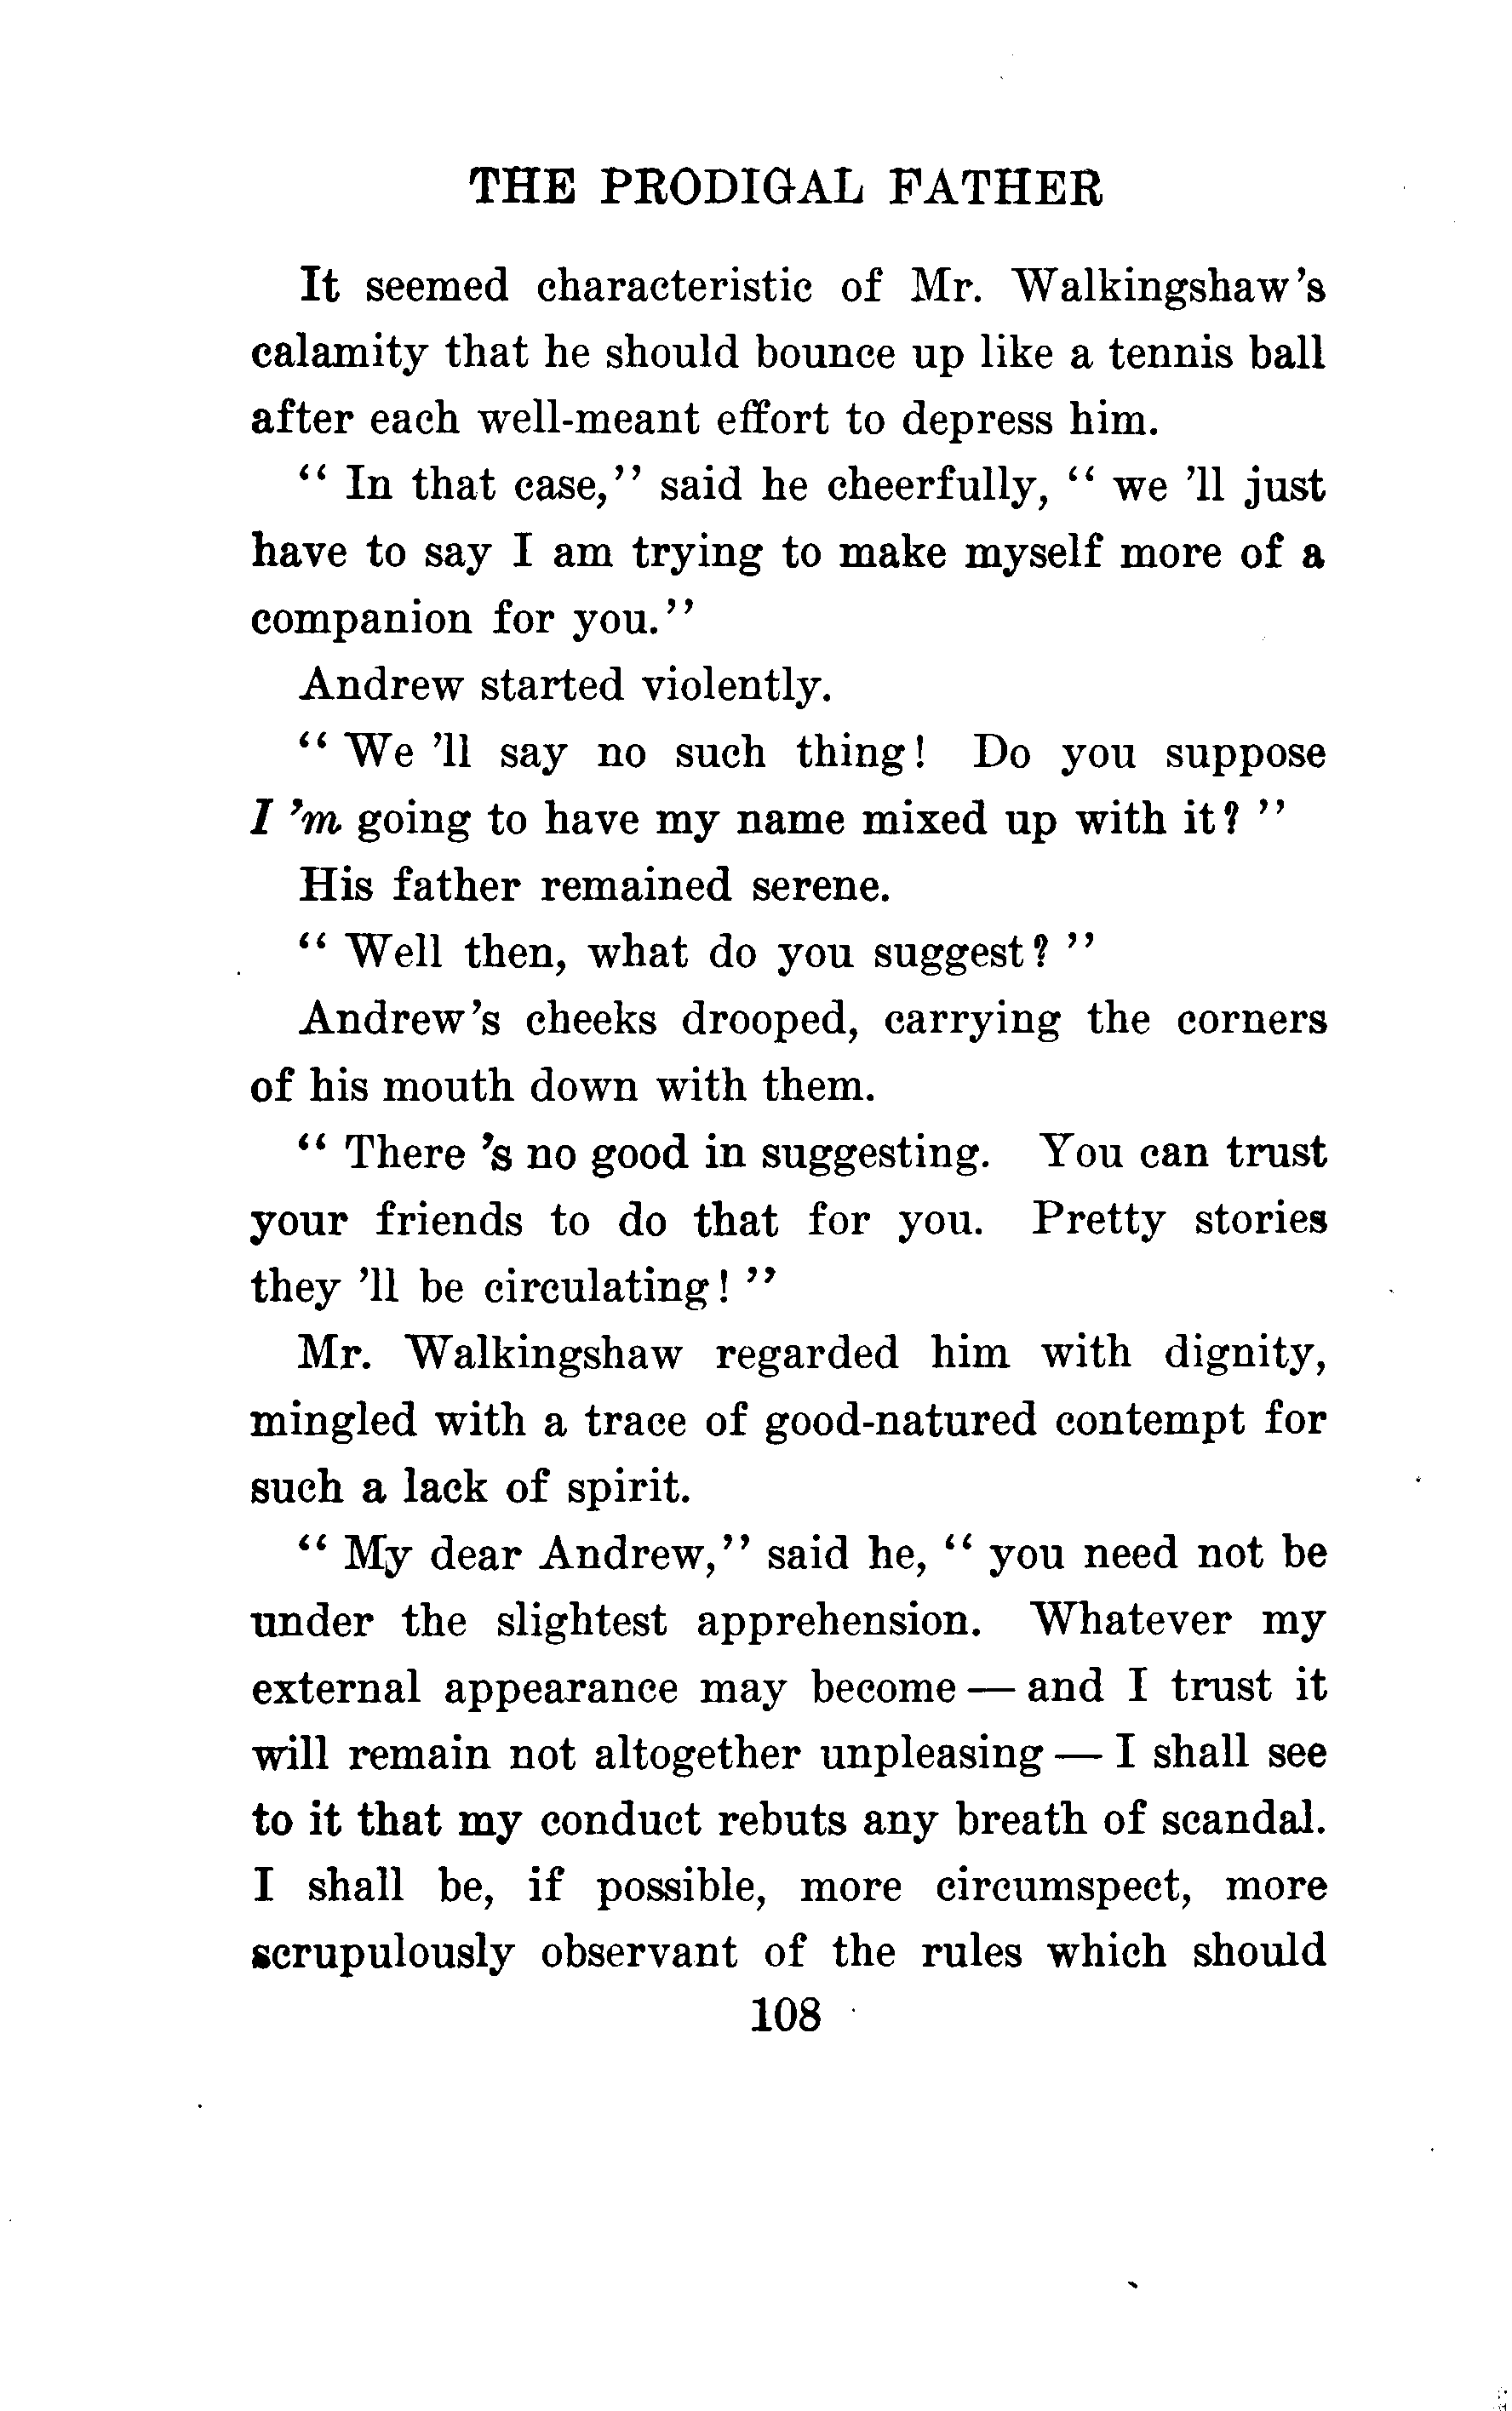 THE PRODIGAL FATHER
It seemed characteristic of Mr. Walkingshaw's
calamity that he should bounce up like a tennis ball
after each well-meant effort to depress him.
" In that case," said he cheerfully, " we 'll just
have to say I am trying to make myself more of a
companion for you."
Andrew started violently.
" We 'll say no such thing! Do you suppose
I 'm going to have my name mixed up with it? "
His father remained serene.
" Well then, what do you suggest? "
Andrew's cheeks drooped, carrying the corners
of his mouth down with them.
" There 's no good in suggesting. You can trust
your friends to do that for you. Pretty stories
they 'll be circulating! "
Mr. Walkingshaw regarded him with dignity,
mingled with a trace of good-natured contempt for
such a lack of spirit.
" My dear Andrew," said he, " you need not be
under the slightest apprehension. Whatever my
external appearance may become — and I trust it
will remain not altogether unpleasing — I shall see
to it that my conduct rebuts any breath of scandal.
I shall be, if possible, more circumspect, more
scrupulously observant of the rules which should
108